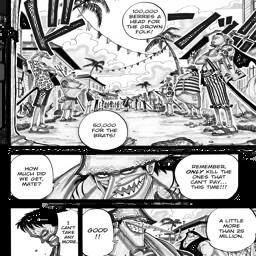 100,000
BERRIES
A HEAD FOR
THE GROWN
FOLK!
50,000
FOR THE
BRATS!
HOW
MUCH DID
WE GET,
MATE?
REMEMBER,
ONLY KILL THE
ONES THAT
CAN'T PAY...
THIS TIME!!!
I
CAN'T
TAKE
ANY
MORE.
GOOD
!!
A LITTLE
MORE
THAN 25
MILLION.